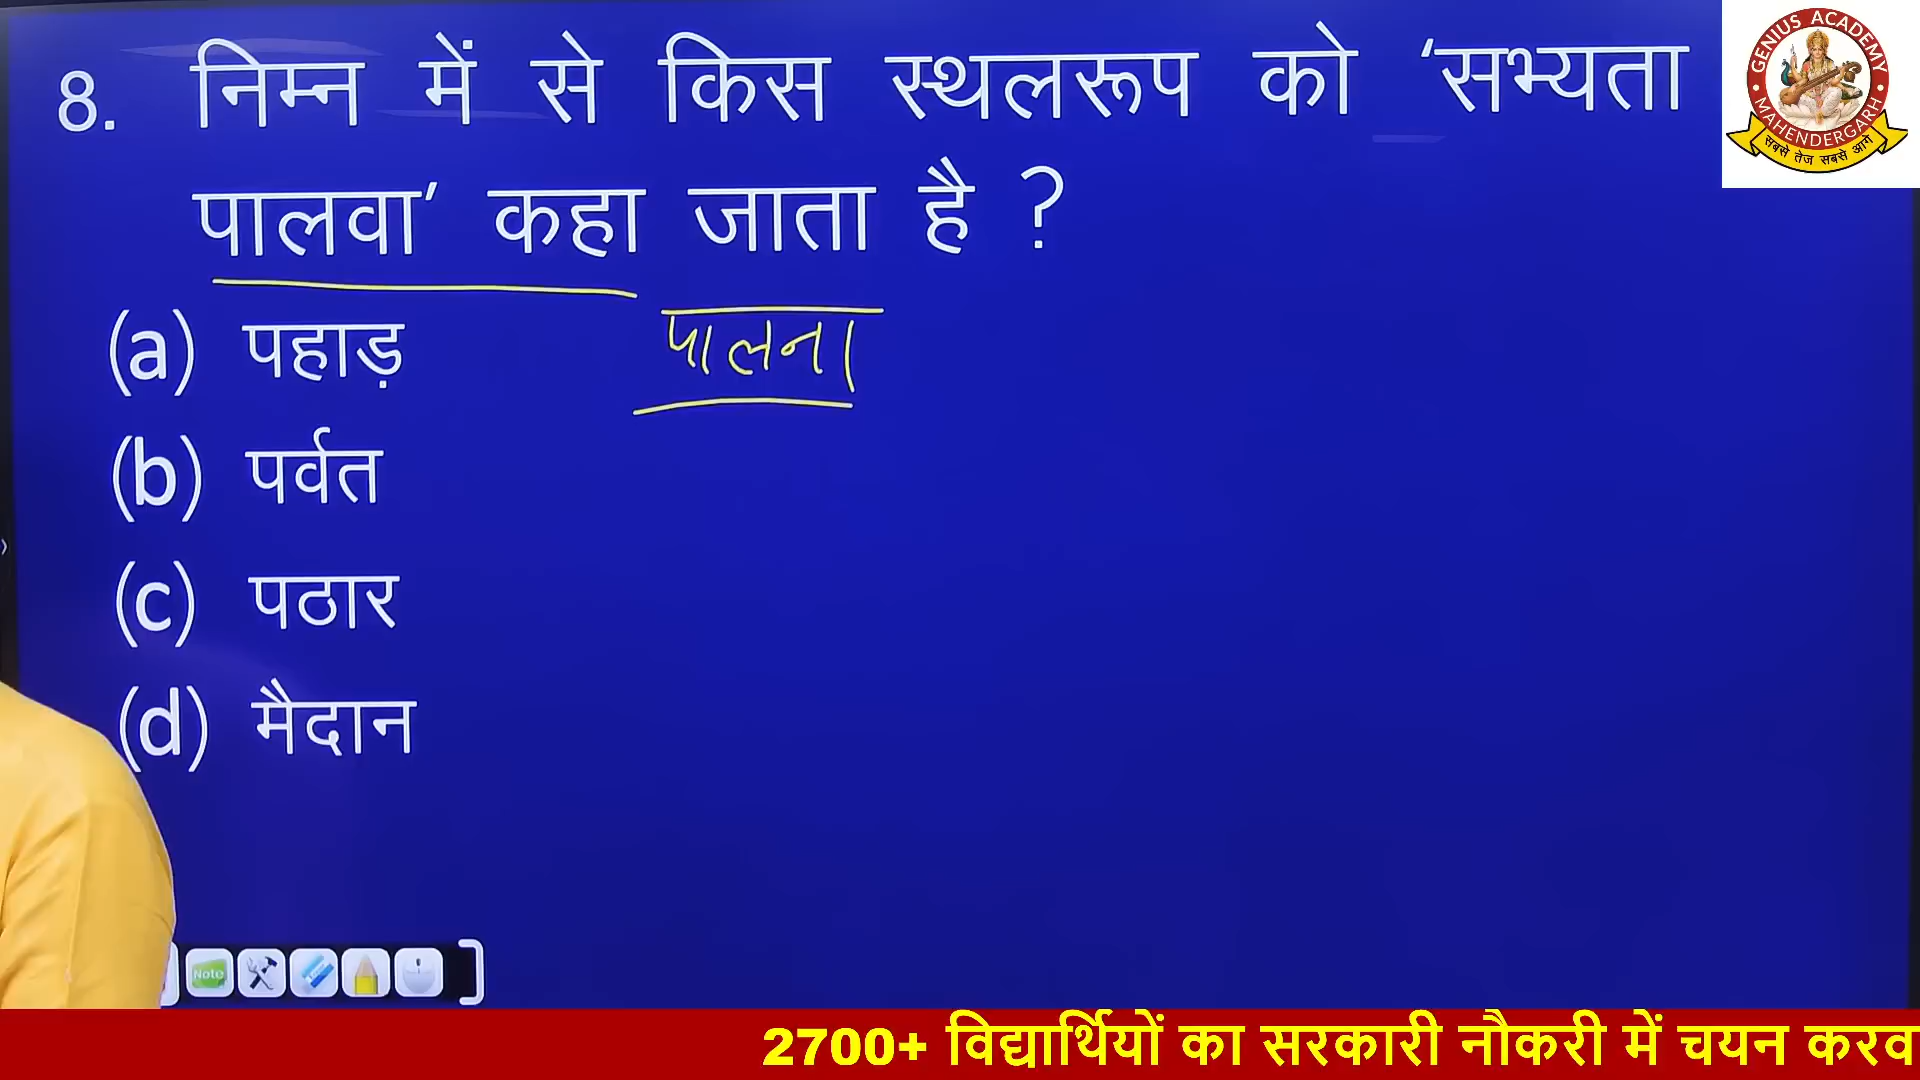 8. निम्न में से किस स्थलरूप को ‘सभ्यता
पालवा’ कहा जाता है ?
पालना
(a) पहाड़
(b) पर्वत
(c) पठार
(d) मैदान
GENIUS ACADEMY
• MAHENDERGARH •
सबसे तेज सबसे आगे
Note
2700+ विद्यार्थियों का सरकारी नौकरी में चयन करव